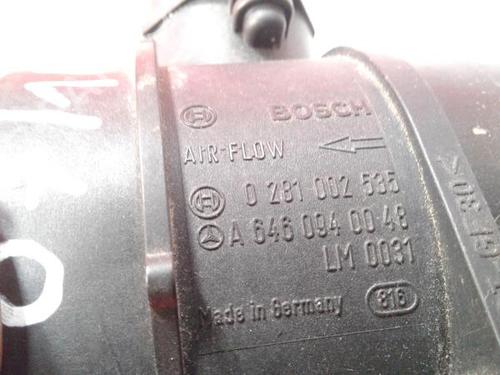 BOSCH
AIR-FLOW
0 281 002 535
A 646 094 00 48
LM 0031
Made in Germany
816